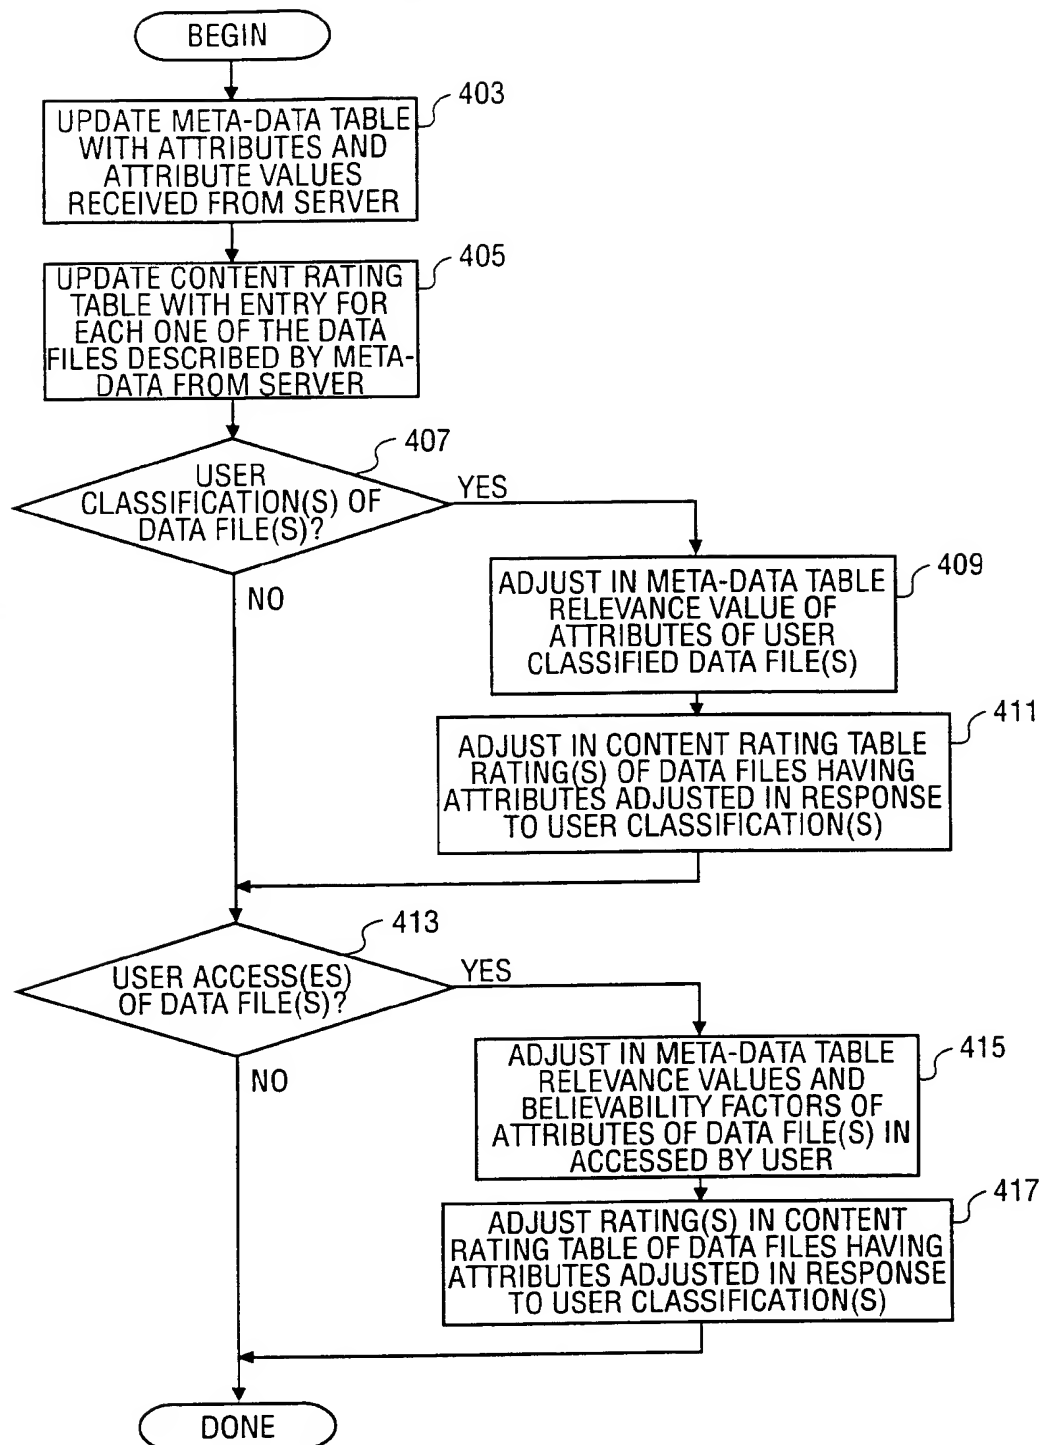 BEGIN
403
UPDATE META-DATA TABLE
WITH ATTRIBUTES AND
ATTRIBUTE VALUES
RECEIVED FROM SERVER
405
UPDATE CONTENT RATING
TABLE WITH ENTRY FOR
EACH ONE OF THE DATA
FILES DESCRIBED BY META-
DATA FROM SERVER
407
USER
CLASSIFICATION(S) OF
DATA FILE(S)?
YES
NO
409
ADJUST IN META-DATA TABLE
RELEVANCE VALUE OF
ATTRIBUTES OF USER
CLASSIFIED DATA FILE(S)
411
ADJUST IN CONTENT RATING TABLE
RATING(S) OF DATA FILES HAVING
ATTRIBUTES ADJUSTED IN RESPONSE
TO USER CLASSIFICATION(S)
413
USER ACCESS(ES)
OF DATA FILE(S)?
YES
NO
415
ADJUST IN META-DATA TABLE
RELEVANCE VALUES AND
BELIEVABILITY FACTORS OF
ATTRIBUTES OF DATA FILE(S) IN
ACCESSED BY USER
417
ADJUST RATING(S) IN CONTENT
RATING TABLE OF DATA FILES HAVING
ATTRIBUTES ADJUSTED IN RESPONSE
TO USER CLASSIFICATION(S)
DONE